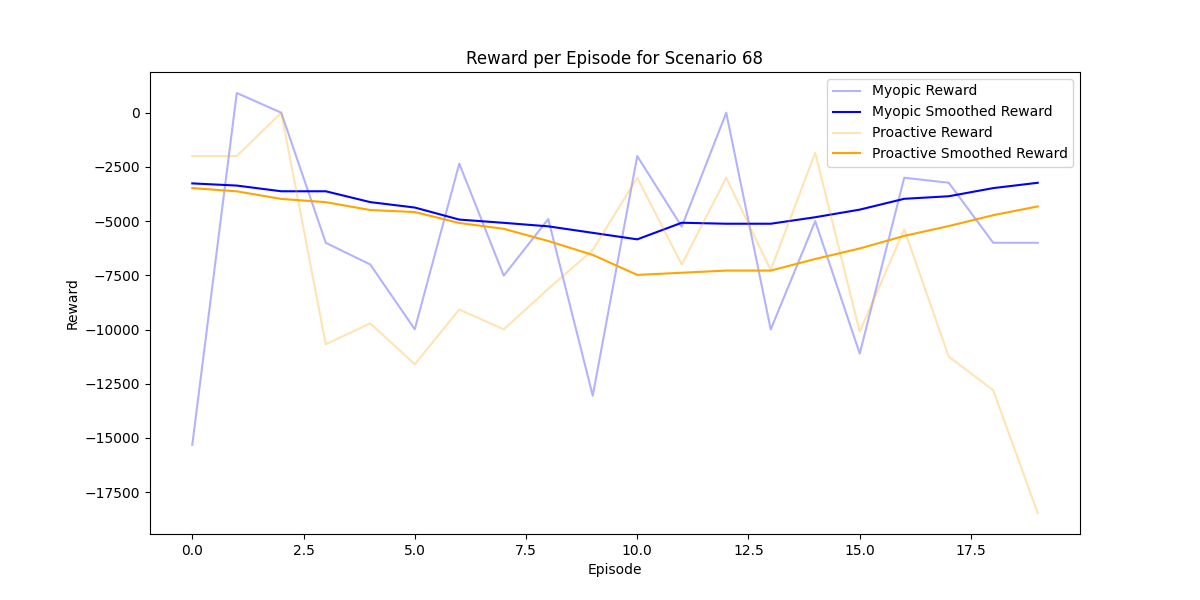 Reward per Episode for Scenario 68
Myopic Reward
Myopic Smoothed Reward
Proactive Reward
Proactive Smoothed Reward
Reward
0
−2500
−5000
−7500
−10000
−12500
−15000
−17500
0.0 2.5 5.0 7.5 10.0 12.5 15.0 17.5
Episode